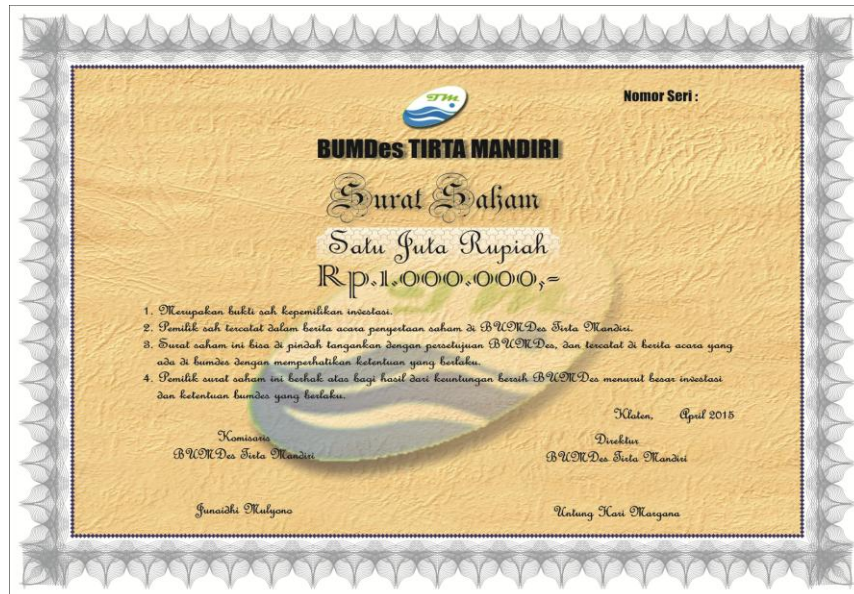 TM
Nomor Seri :
BUMDes TIRTA MANDIRI
Surat Saham
Satu Juta Rupiah
Rp.1.000.000,=
1. Merupakan bukti sah kepemilikan investasi.
2. Pemilik sah tercatat dalam berita acara penyertaan saham di BUMDes Tirta Mandiri.
3. Surat saham ini bisa di pindah tangankan dengan persetujuan BUMDes, dan tercatat di berita acara yang
ada di bumdes dengan memperhatikan ketentuan yang berlaku.
4. Pemilik surat saham ini berhak atas bagi hasil dari keuntungan bersih BUMDes menurut besar investasi
dan ketentuan bumdes yang berlaku.
Klaten, April 2015
Komisaris
BUMDes Tirta Mandiri
Direktur
BUMDes Tirta Mandiri
Junaidhi Mulyono
Untung Hari Margana